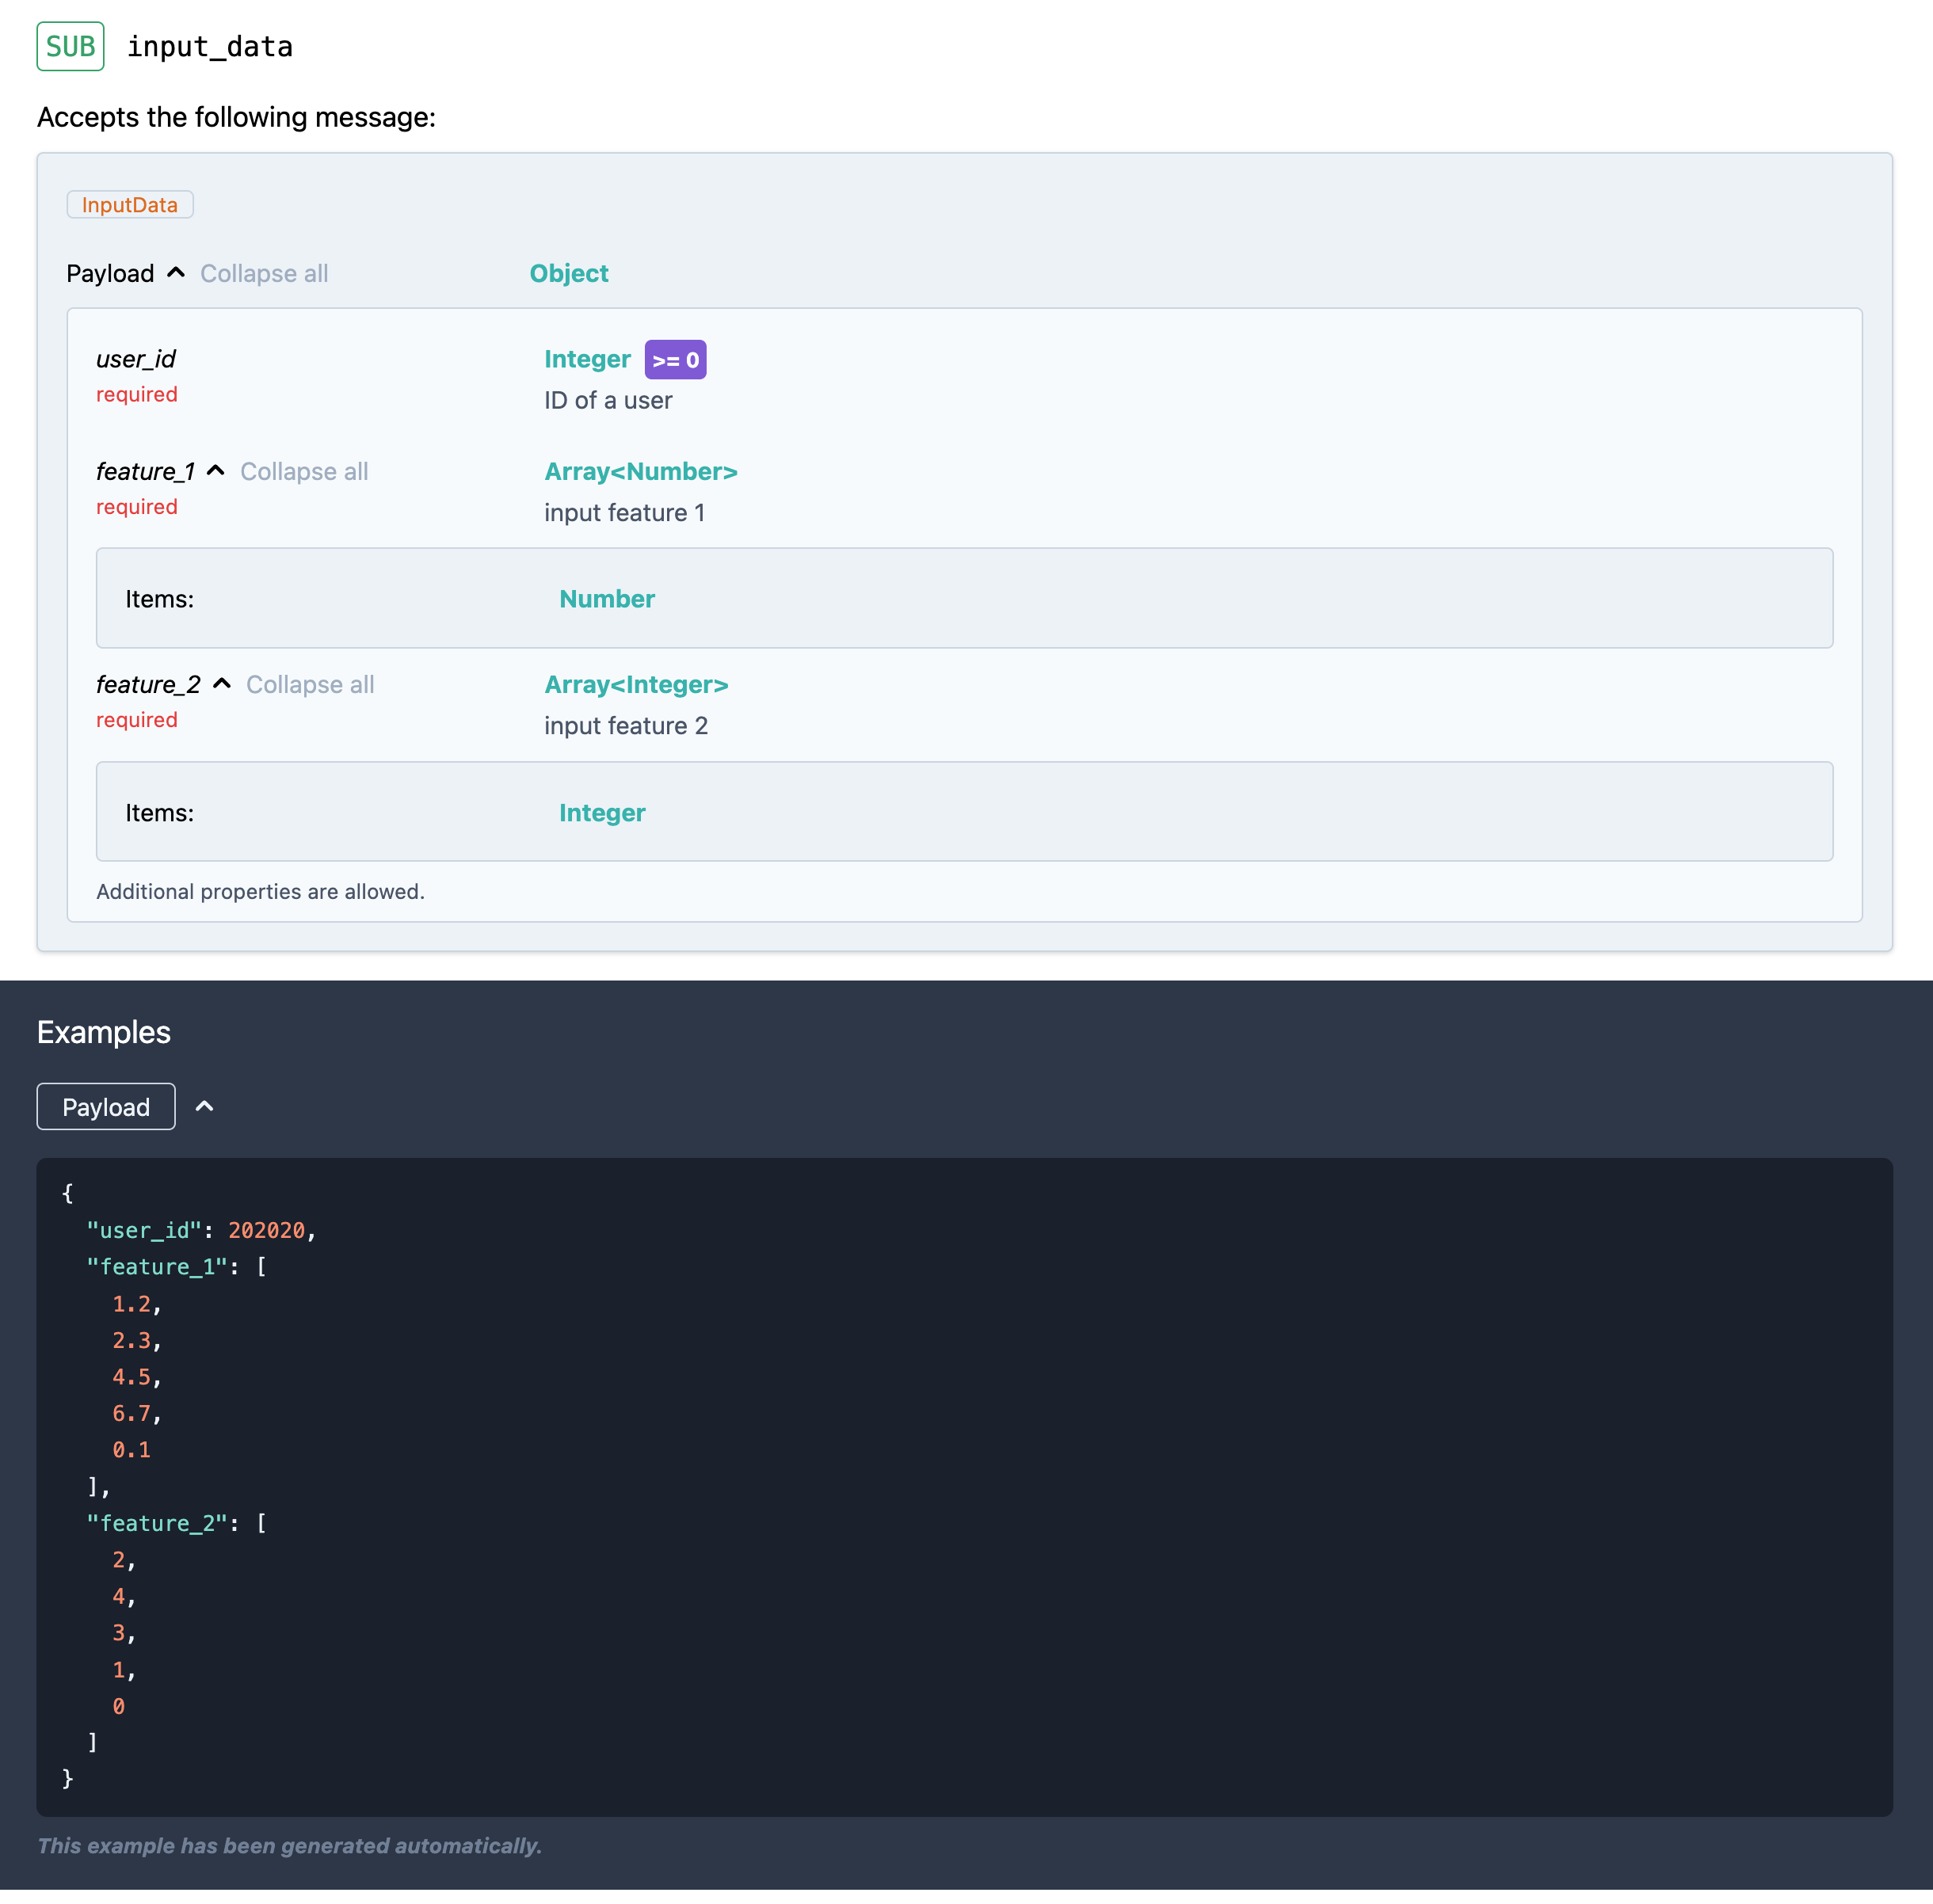 SUB input_data
Accepts the following message:
InputData
Payload Collapse all Object
user_id Integer >= 0
required ID of a user
feature_1 Collapse all Array<Number>
required input feature 1
Items: Number
feature_2 Collapse all Array<Integer>
required input feature 2
Items: Integer
Additional properties are allowed.
Examples
Payload
{
  "user_id": 202020,
  "feature_1": [
    1.2,
    2.3,
    4.5,
    6.7,
    0.1
  ],
  "feature_2": [
    2,
    4,
    3,
    1,
    0
  ]
}
This example has been generated automatically.